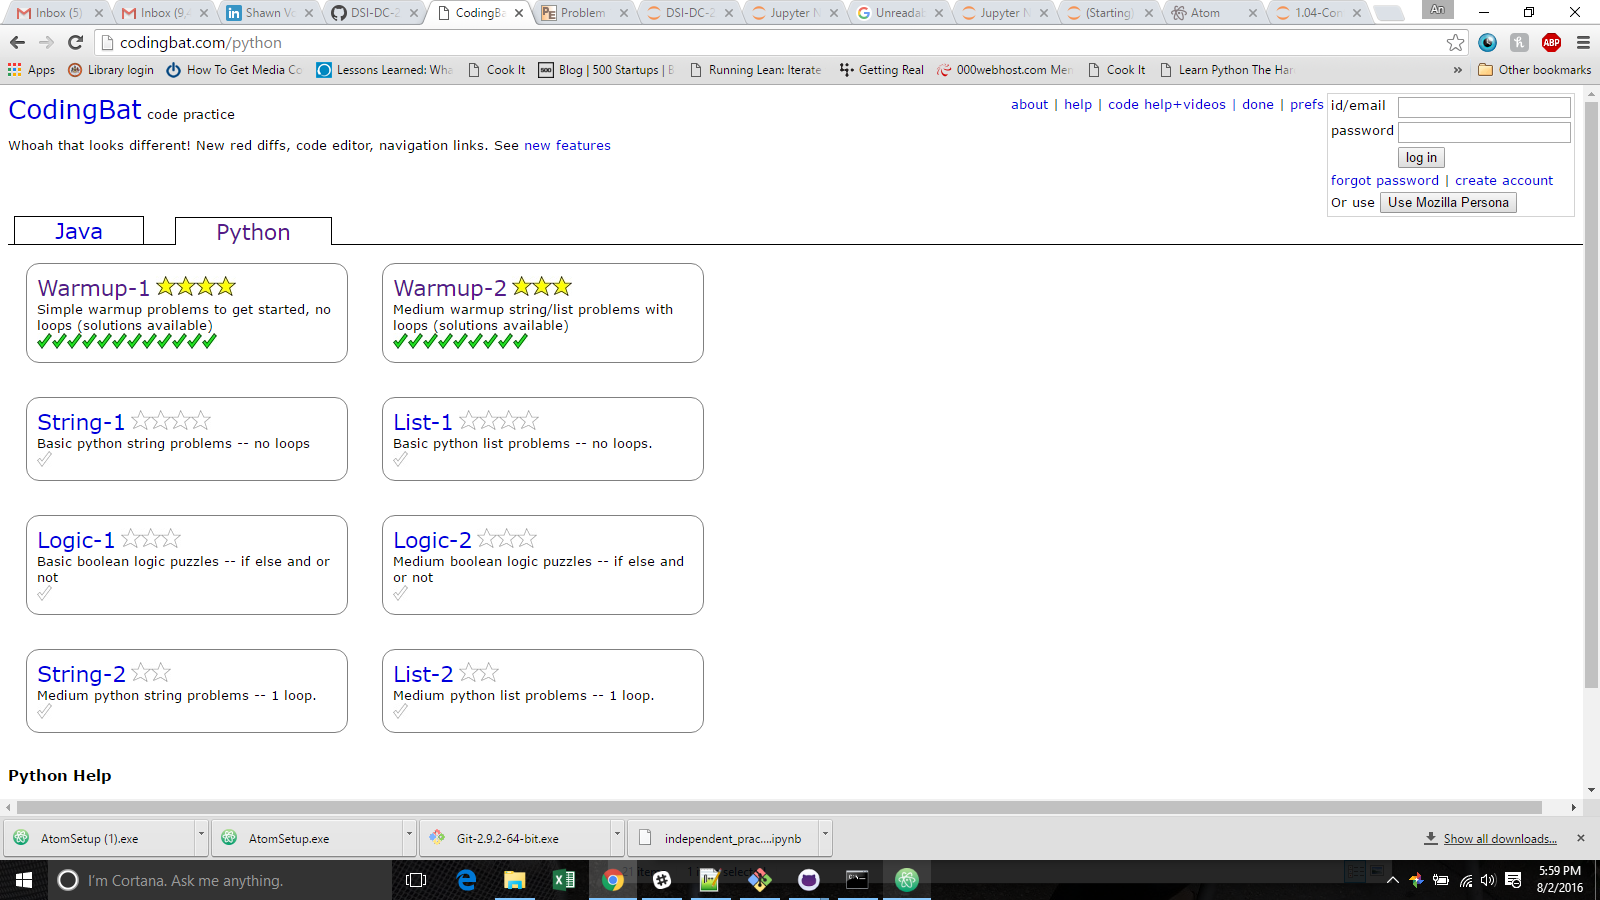 Inbox (5)
Inbox (9,4
Shawn Vo
DSI-DC-2
CodingBa
Problem
DSI-DC-2
Jupyter N
Unreadab
Jupyter N
(Starting)
Atom
1.04-Con
An
codingbat.com/python
Apps
Library login
How To Get Media Co
Lessons Learned: Wha
Cook It
Blog | 500 Startups | B
Running Lean: Iterate
Getting Real
000webhost.com Mem
Cook It
Learn Python The Har
»
Other bookmarks
CodingBat code practice
about | help | code help+videos | done | prefs
id/email
password
log in
forgot password | create account
Or use Use Mozilla Persona
Whoah that looks different! New red diffs, code editor, navigation links. See new features
Java
Python
Warmup-1
Simple warmup problems to get started, no
loops (solutions available)
Warmup-2
Medium warmup string/list problems with
loops (solutions available)
String-1
Basic python string problems -- no loops
List-1
Basic python list problems -- no loops.
Logic-1
Basic boolean logic puzzles -- if else and or
not
Logic-2
Medium boolean logic puzzles -- if else and
or not
String-2
Medium python string problems -- 1 loop.
List-2
Medium python list problems -- 1 loop.
Python Help
AtomSetup (1).exe
AtomSetup.exe
Git-2.9.2-64-bit.exe
independent_prac....ipynb
Show all downloads...
I'm Cortana. Ask me anything.
5:59 PM
8/2/2016